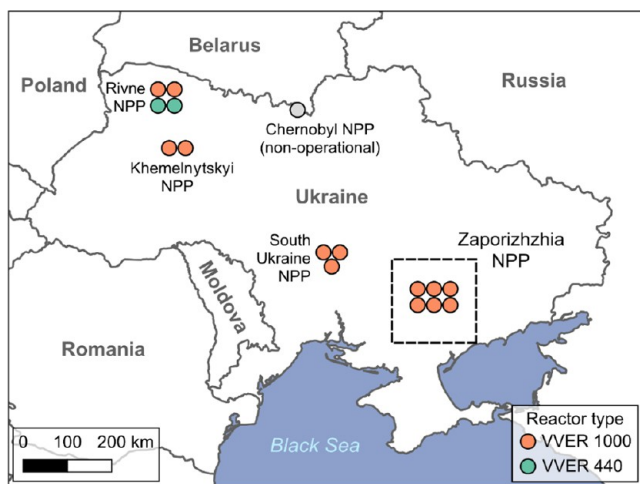 Belarus
Poland
Russia
Rivne
NPP
Chernobyl NPP
(non-operational)
Khemelnytskyi
NPP
Ukraine
South
Ukraine
NPP
Zaporizhzhia
NPP
Moldova
Romania
Reactor type
VVER 1000
VVER 440
0 100 200 km
Black Sea